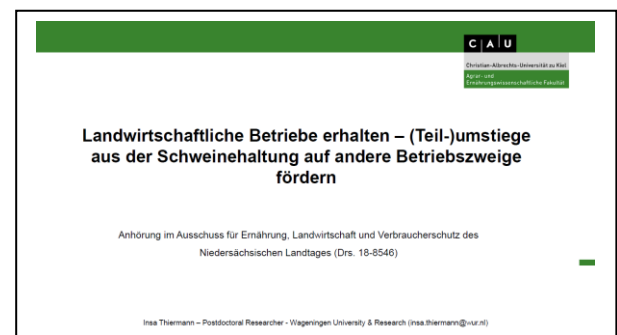 C|A|U
Christian-Albrechts-Universität zu Kiel
Agrar- und
Ernährungswissenschaftliche Fakultät
Landwirtschaftliche Betriebe erhalten – (Teil-)umstiege
aus der Schweinehaltung auf andere Betriebszweige
fördern
Anhörung im Ausschuss für Ernährung, Landwirtschaft und Verbraucherschutz des
Niedersächsischen Landtages (Drs. 18-8546)
Insa Thiermann – Postdoctoral Researcher - Wageningen University & Research (insa.thiermann@wur.nl)